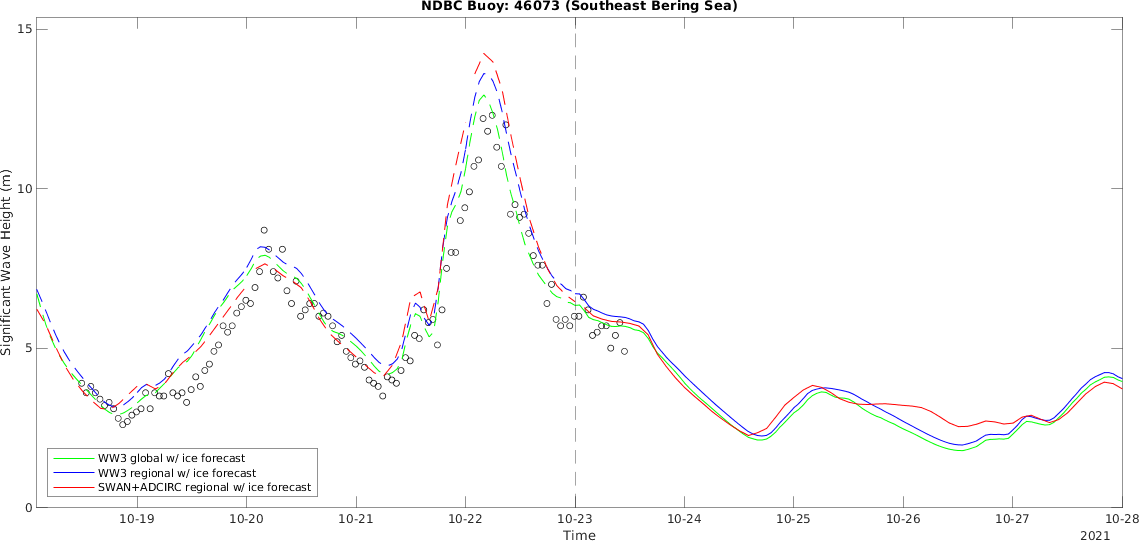 NDBC Buoy: 46073 (Southeast Bering Sea)
15
10
5
0
Significant Wave Height (m)
WW3 global w/ ice forecast
WW3 regional w/ ice forecast
SWAN+ADCIRC regional w/ ice forecast
10-19 10-20 10-21 10-22 10-23 10-24 10-25 10-26 10-27 10-28
Time
2021